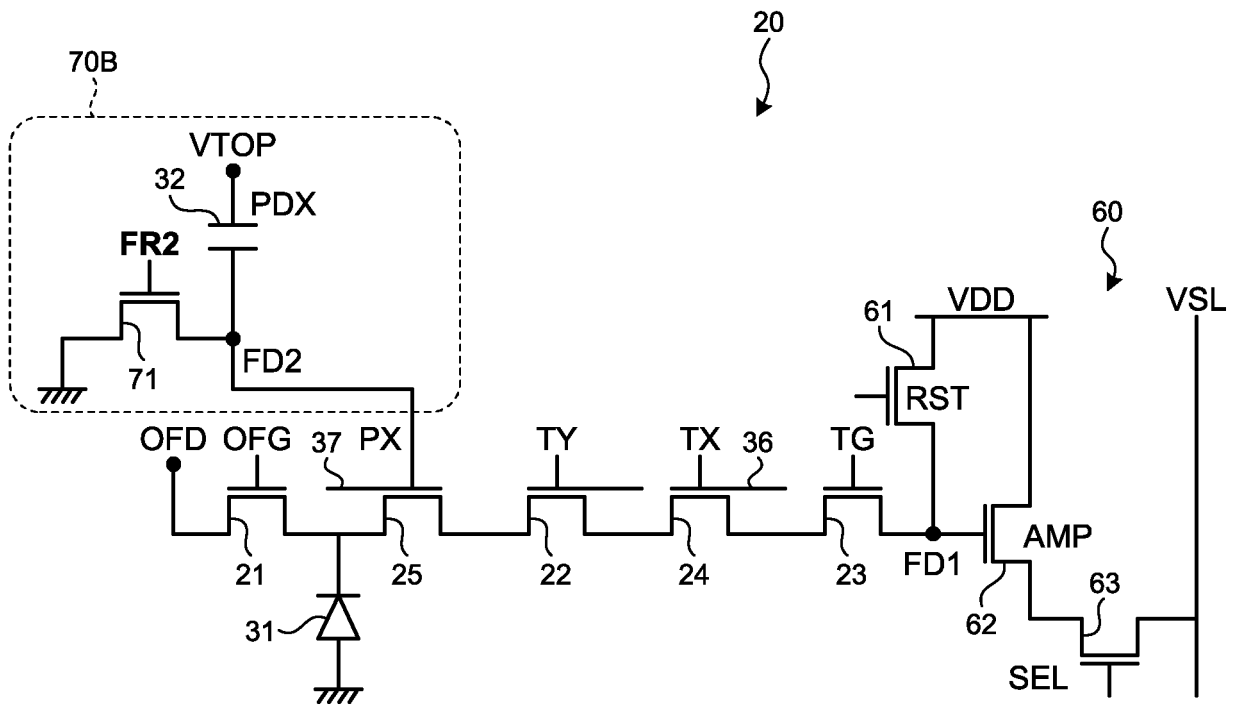 20
70B
VTOP
32
PDX
60
FR2
VDD
VSL
61
71
FD2
RST
OFD
OFG
37
PX
TY
TX
36
TG
21
25
22
24
23
FD1
AMP
62
63
31
SEL